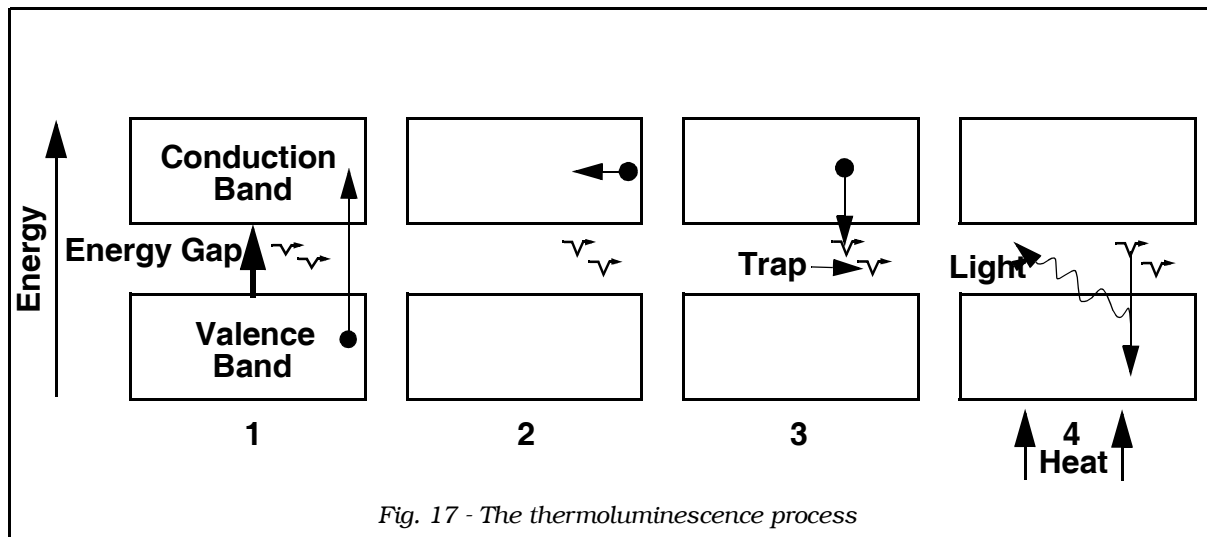 Energy
Conduction
Band
Energy Gap
Valence
Band
1
2
Trap
3
Light
4
Heat
Fig. 17 - The thermoluminescence process